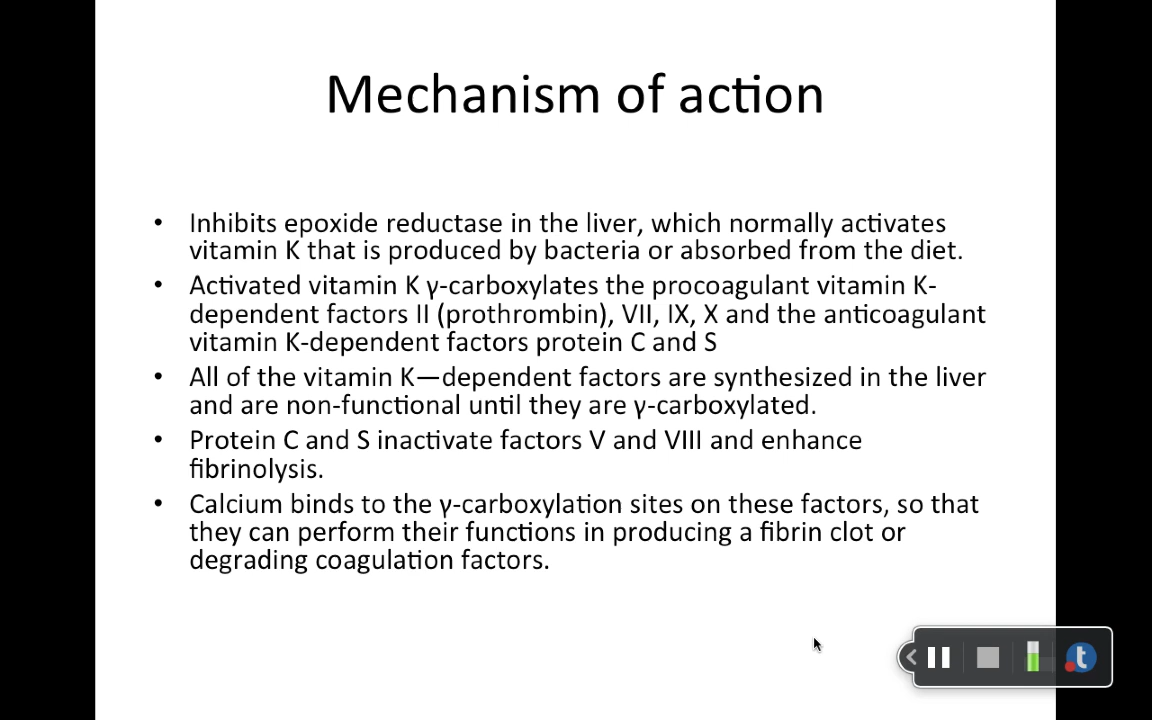 Mechanism of action
• Inhibits epoxide reductase in the liver, which normally activates
vitamin K that is produced by bacteria or absorbed from the diet.
• Activated vitamin K γ-carboxylates the procoagulant vitamin K-
dependent factors II (prothrombin), VII, IX, X and the anticoagulant
vitamin K-dependent factors protein C and S
• All of the vitamin K—dependent factors are synthesized in the liver
and are non-functional until they are γ-carboxylated.
• Protein C and S inactivate factors V and VIII and enhance
fibrinolysis.
• Calcium binds to the γ-carboxylation sites on these factors, so that
they can perform their functions in producing a fibrin clot or
degrading coagulation factors.
t